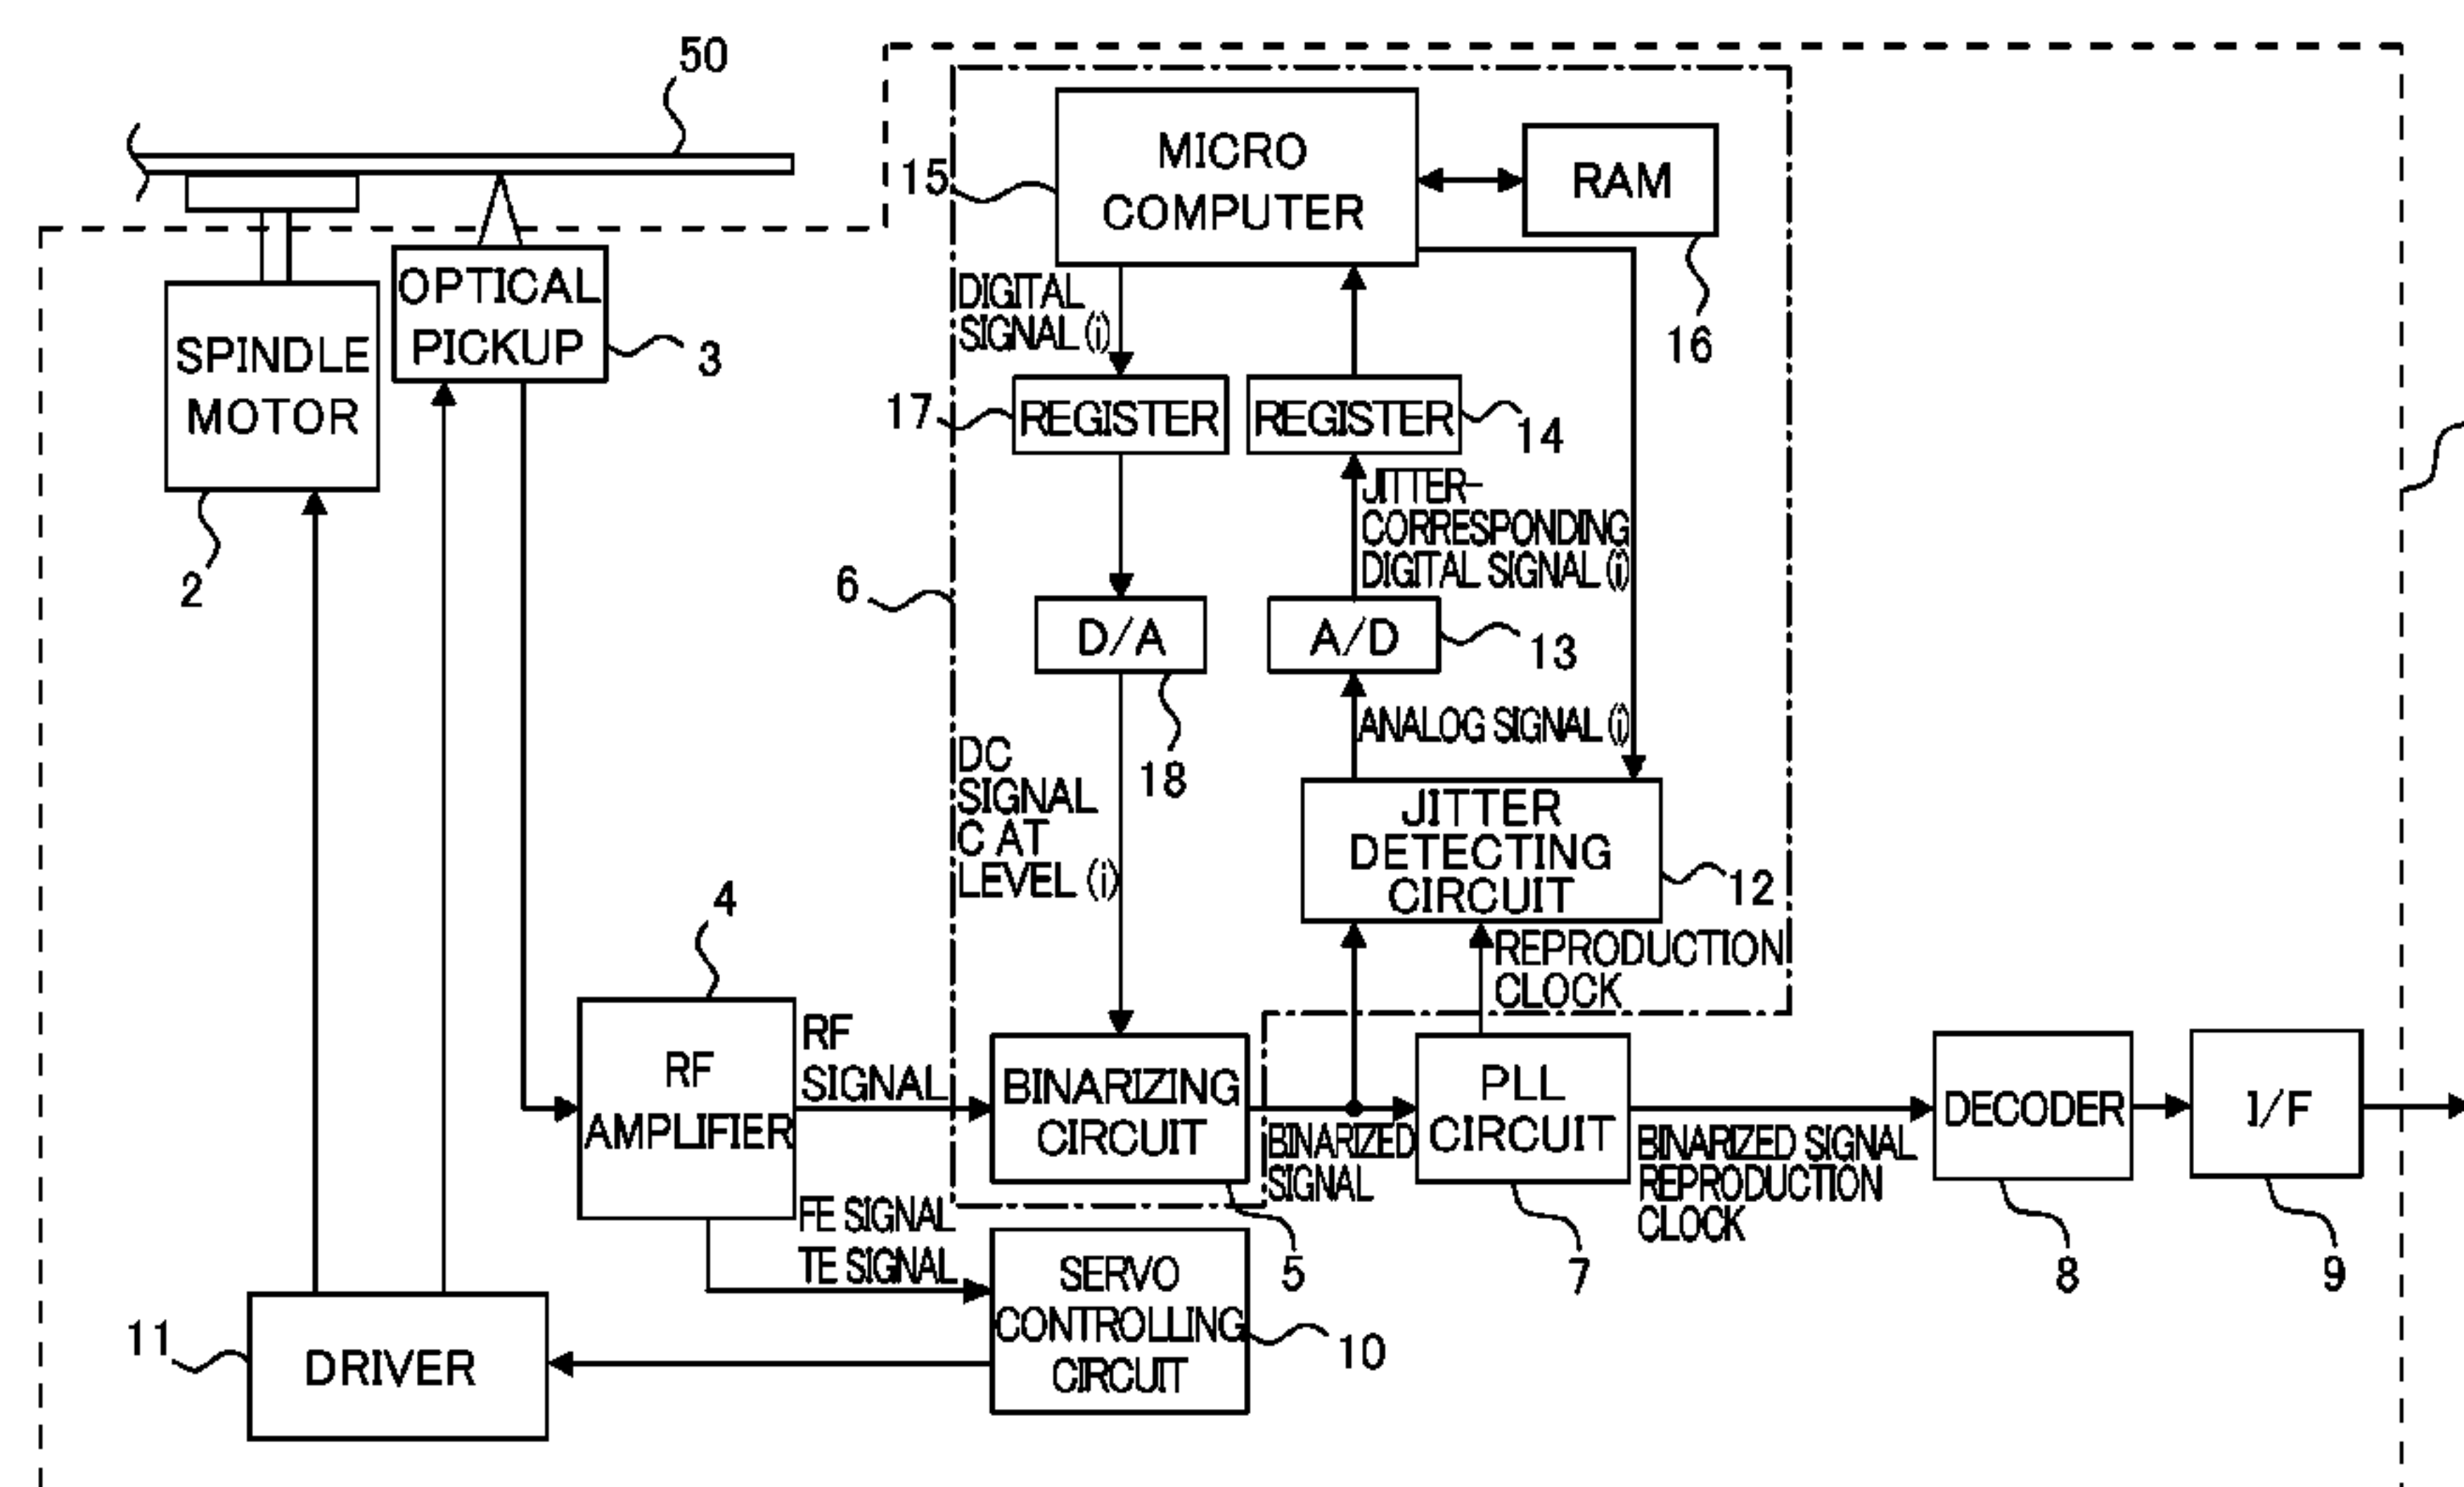 50
MICRO
COMPUTER
15
RAM
16
OPTICAL
PICKUP
3
SPINDLE
MOTOR
2
DIGITAL
SIGNAL (i)
17
REGISTER
REGISTER
14
JITTER-
CORRESPONDING
DIGITAL SIGNAL (i)
6
D/A
18
A/D
13
ANALOG SIGNAL (i)
DC
SIGNAL
C AT
LEVEL (i)
JITTER
DETECTING
CIRCUIT
12
REPRODUCTION
CLOCK
4
RF
AMPLIFIER
RF
SIGNAL
BINARIZING
CIRCUIT
5
BINARIZED
SIGNAL
PLL
CIRCUIT
7
BINARIZED SIGNAL
REPRODUCTION
CLOCK
DECODER
8
I/F
9
FE SIGNAL
TE SIGNAL
SERVO
CONTROLLING
CIRCUIT
10
11
DRIVER